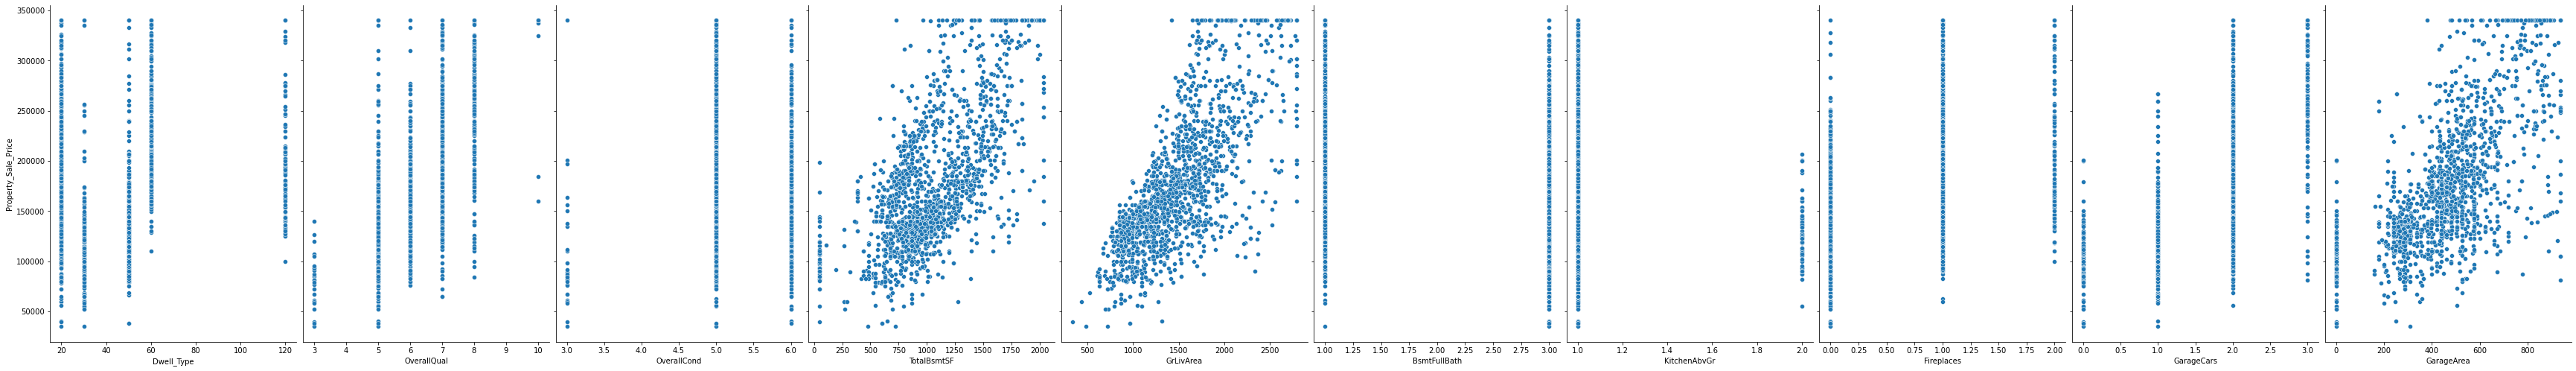 350000
300000
250000
200000
150000
100000
50000
Property_Sale_Price
20 40 60 80 100 120
Dwell_Type
3 4 5 6 7 8 9 10
OverallQual
3.0 3.5 4.0 4.5 5.0 5.5 6.0
OverallCond
0 250 500 750 1000 1250 1500 1750 2000
TotalBsmtSF
500 1000 1500 2000 2500
GrLivArea
1.00 1.25 1.50 1.75 2.00 2.25 2.50 2.75 3.00
BsmtFullBath
1.0 1.2 1.4 1.6 1.8 2.0
KitchenAbvGr
0.00 0.25 0.50 0.75 1.00 1.25 1.50 1.75 2.00
Fireplaces
0.0 0.5 1.0 1.5 2.0 2.5 3.0
GarageCars
0 200 400 600 800
GarageArea